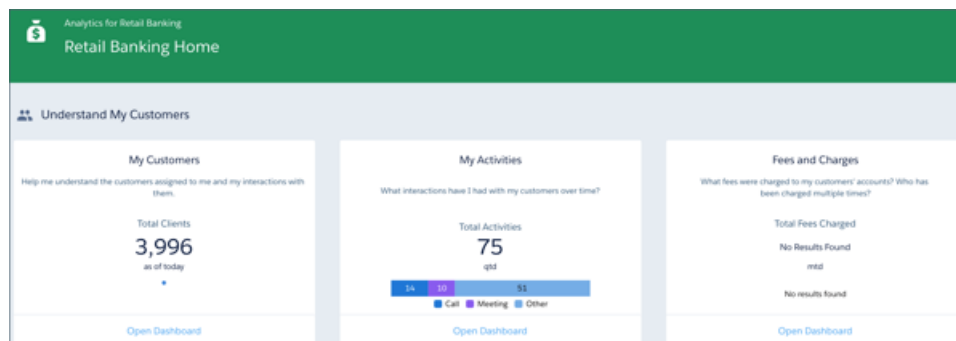 Analytics for Retail Banking
Retail Banking Home
Understand My Customers
My Customers
Help me understand the customers assigned to me and my interactions with
them.
Total Clients
3,996
as of today
Open Dashboard
My Activities
What interactions have I had with my customers over time?
Total Activities
75
qtd
14 10 51
Call Meeting Other
Open Dashboard
Fees and Charges
What fees were charged to my customers' accounts? Who has
been charged multiple times?
Total Fees Charged
No Results Found
mtd
No results found
Open Dashboard